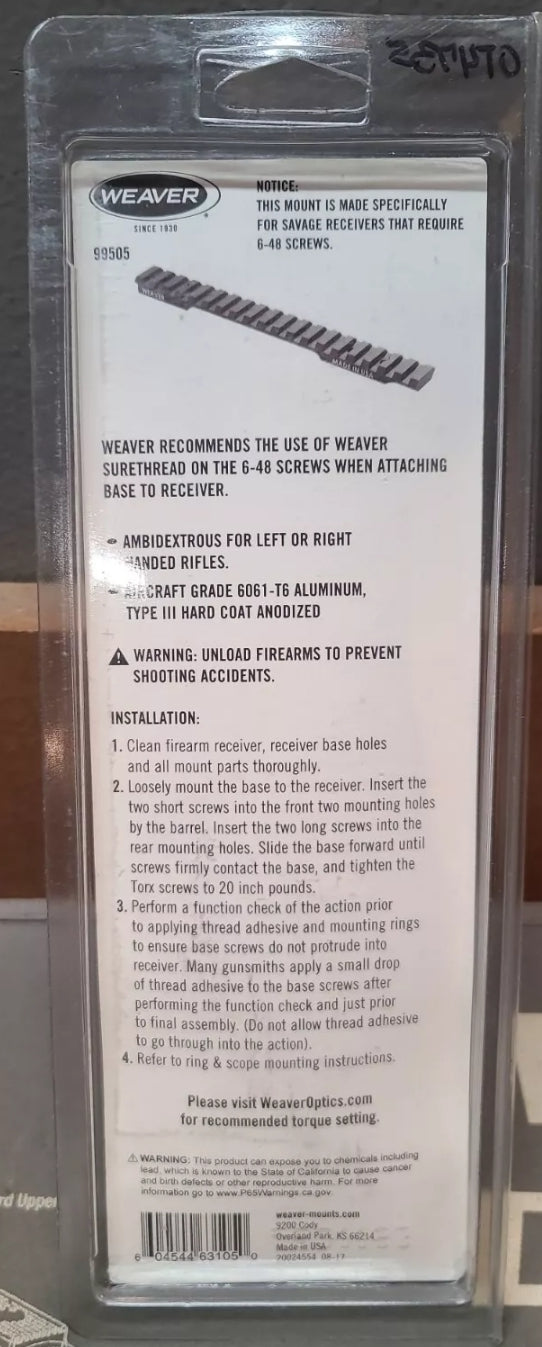 WEAVER
SINCE 1930
99505
NOTICE:
THIS MOUNT IS MADE SPECIFICALLY
FOR SAVAGE RECEIVERS THAT REQUIRE
6-48 SCREWS.
WEAVER
MADE IN USA
WEAVER RECOMMENDS THE USE OF WEAVER
SURETHREAD ON THE 6-48 SCREWS WHEN ATTACHING
BASE TO RECEIVER.
AMBIDEXTROUS FOR LEFT OR RIGHT
HANDED RIFLES.
AIRCRAFT GRADE 6061-T6 ALUMINUM,
TYPE III HARD COAT ANODIZED
WARNING: UNLOAD FIREARMS TO PREVENT
SHOOTING ACCIDENTS.
INSTALLATION:
1. Clean firearm receiver, receiver base holes
and all mount parts thoroughly.
2. Loosely mount the base to the receiver. Insert the
two short screws into the front two mounting holes
by the barrel. Insert the two long screws into the
rear mounting holes. Slide the base forward until
screws firmly contact the base, and tighten the
Torx screws to 20 inch pounds.
3. Perform a function check of the action prior
to applying thread adhesive and mounting rings
to ensure base screws do not protrude into
receiver. Many gunsmiths apply a small drop
of thread adhesive to the base screws after
performing the function check and just prior
to final assembly. (Do not allow thread adhesive
to go through into the action).
4. Refer to ring & scope mounting instructions.
Please visit WeaverOptics.com
for recommended torque setting.
WARNING: This product can expose you to chemicals including
lead, which is known to the State of California to cause cancer
and birth defects or other reproductive harm. For more
information go to www.P65Warnings.ca.gov.
weaver-mounts.com
9200 Cody
Overland Park, KS 66214
Made in USA
20024554 08-17
6 04544 63105 0
rd Upper